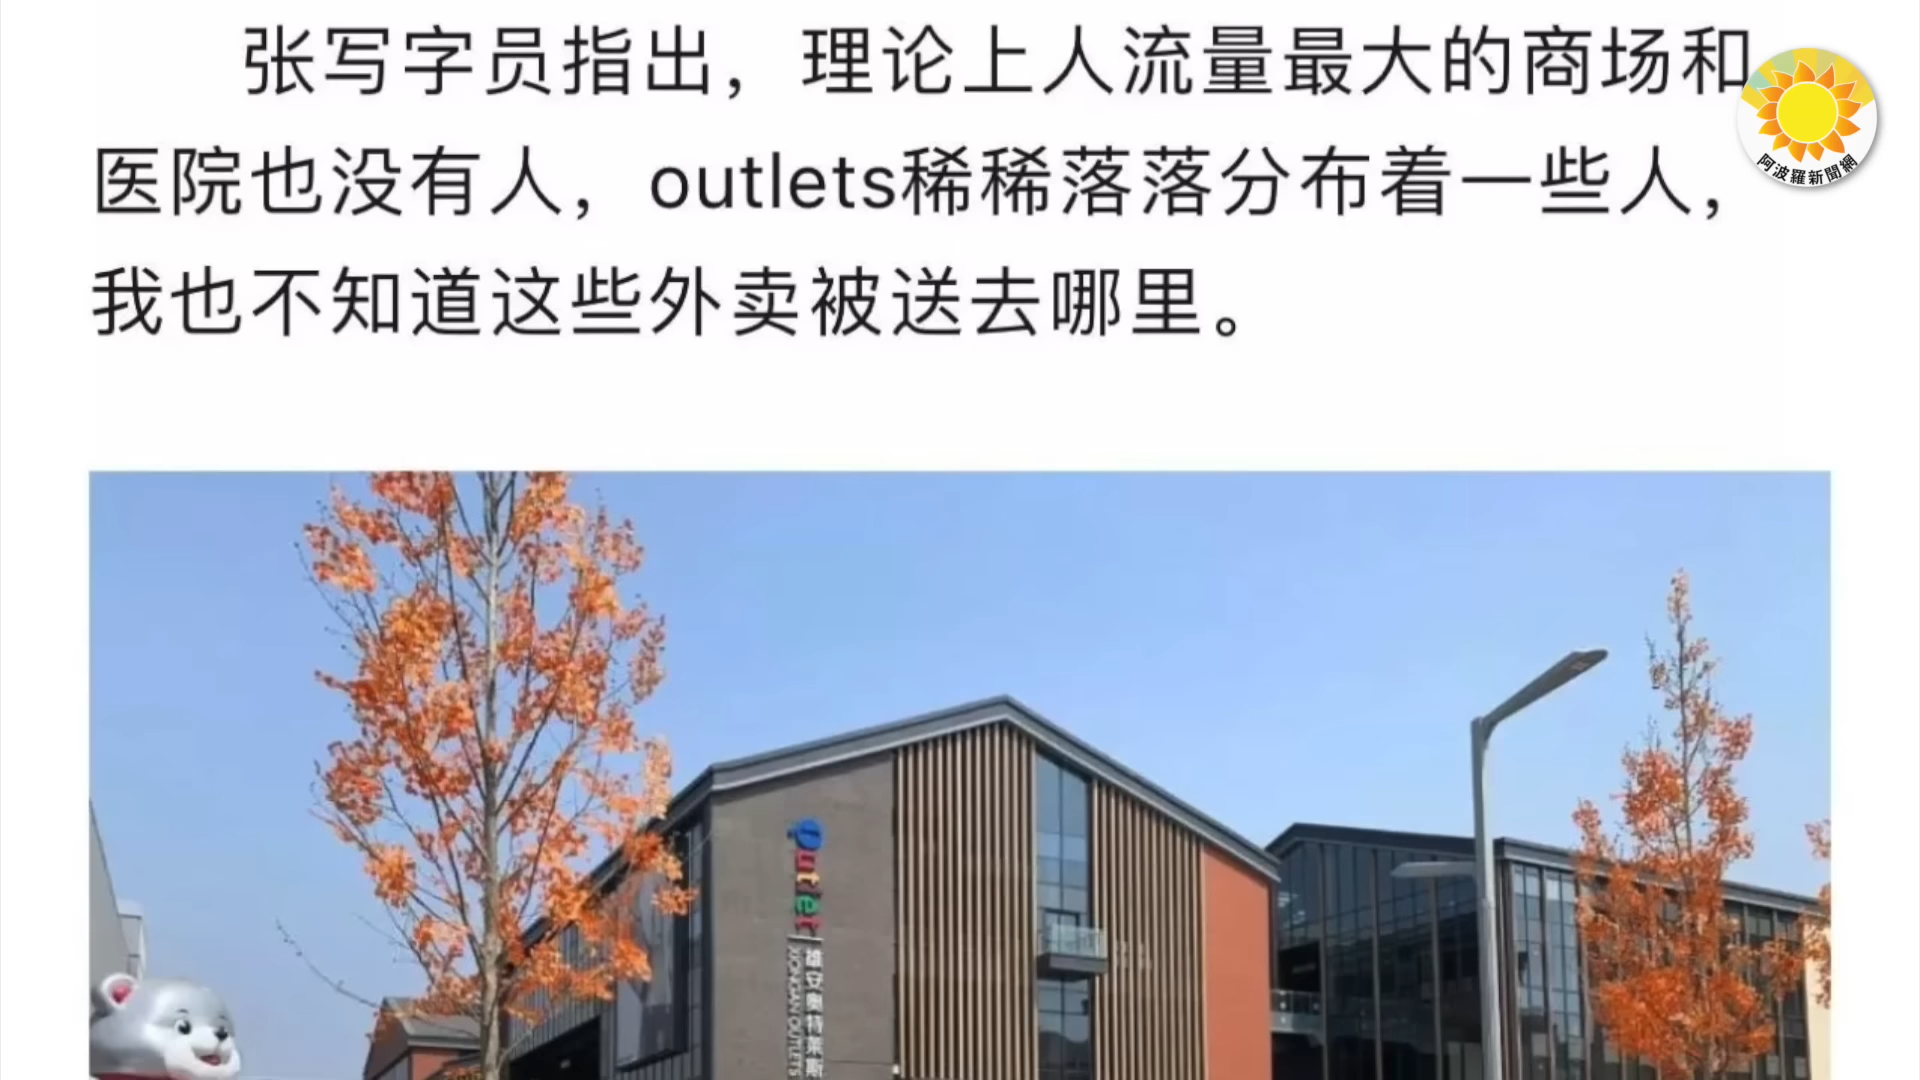 张写字员指出，理论上人流量最大的商场和
医院也没有人，outlets稀稀落落分布着一些人，
我也不知道这些外卖被送去哪里。
阿波羅新聞網
outlet
雄安奥特莱斯
XIONGAN OUTLETS